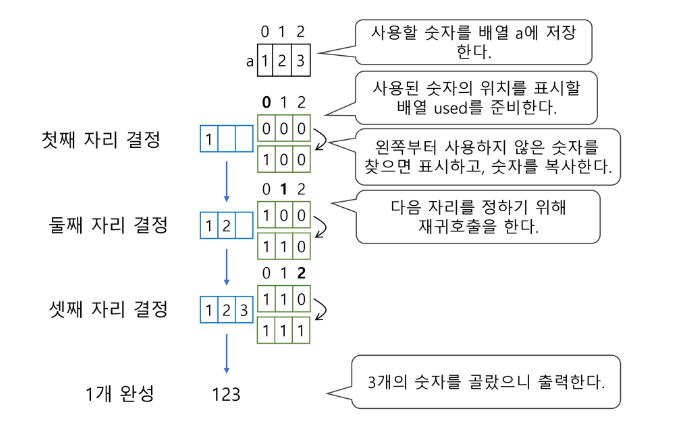 0 1 2
a 1 2 3
사용할 숫자를 배열 a에 저장
한다.
사용된 숫자의 위치를 표시할
배열 used를 준비한다.
0 1 2
첫째 자리 결정
1
0 0 0
1 0 0
왼쪽부터 사용하지 않은 숫자를
찾으면 표시하고, 숫자를 복사한다.
0 1 2
둘째 자리 결정
1 2
1 0 0
1 1 0
다음 자리를 정하기 위해
재귀호출을 한다.
0 1 2
셋째 자리 결정
1 2 3
1 1 0
1 1 1
1개 완성
123
3개의 숫자를 골랐으니 출력한다.